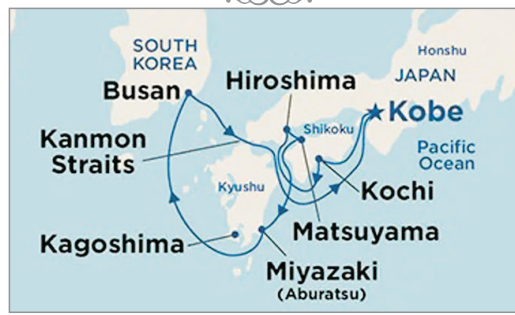 SOUTH
KOREA
Busan
Hiroshima
Honshu
JAPAN
Kobe
Kanmon
Straits
Shikoku
Pacific
Ocean
Kyushu
Kochi
Kagoshima
Matsuyama
Miyazaki
(Aburatsu)